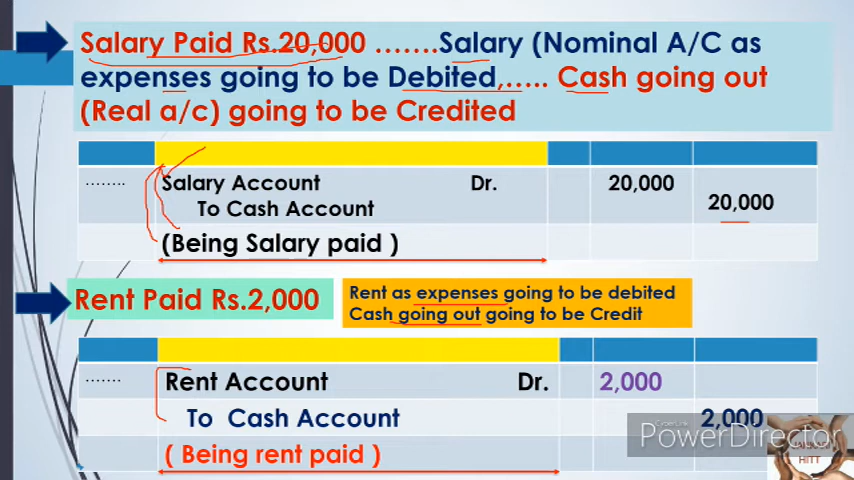 Salary Paid Rs.20,000 .......Salary (Nominal A/C as
expenses going to be Debited,..... Cash going out
(Real a/c) going to be Credited
........ Salary Account Dr. 20,000
To Cash Account 20,000
(Being Salary paid )
Rent Paid Rs.2,000
Rent as expenses going to be debited
Cash going out going to be Credit
....... Rent Account Dr. 2,000
To Cash Account 2,000
( Being rent paid )
CyberLink
PowerDirector
HITT